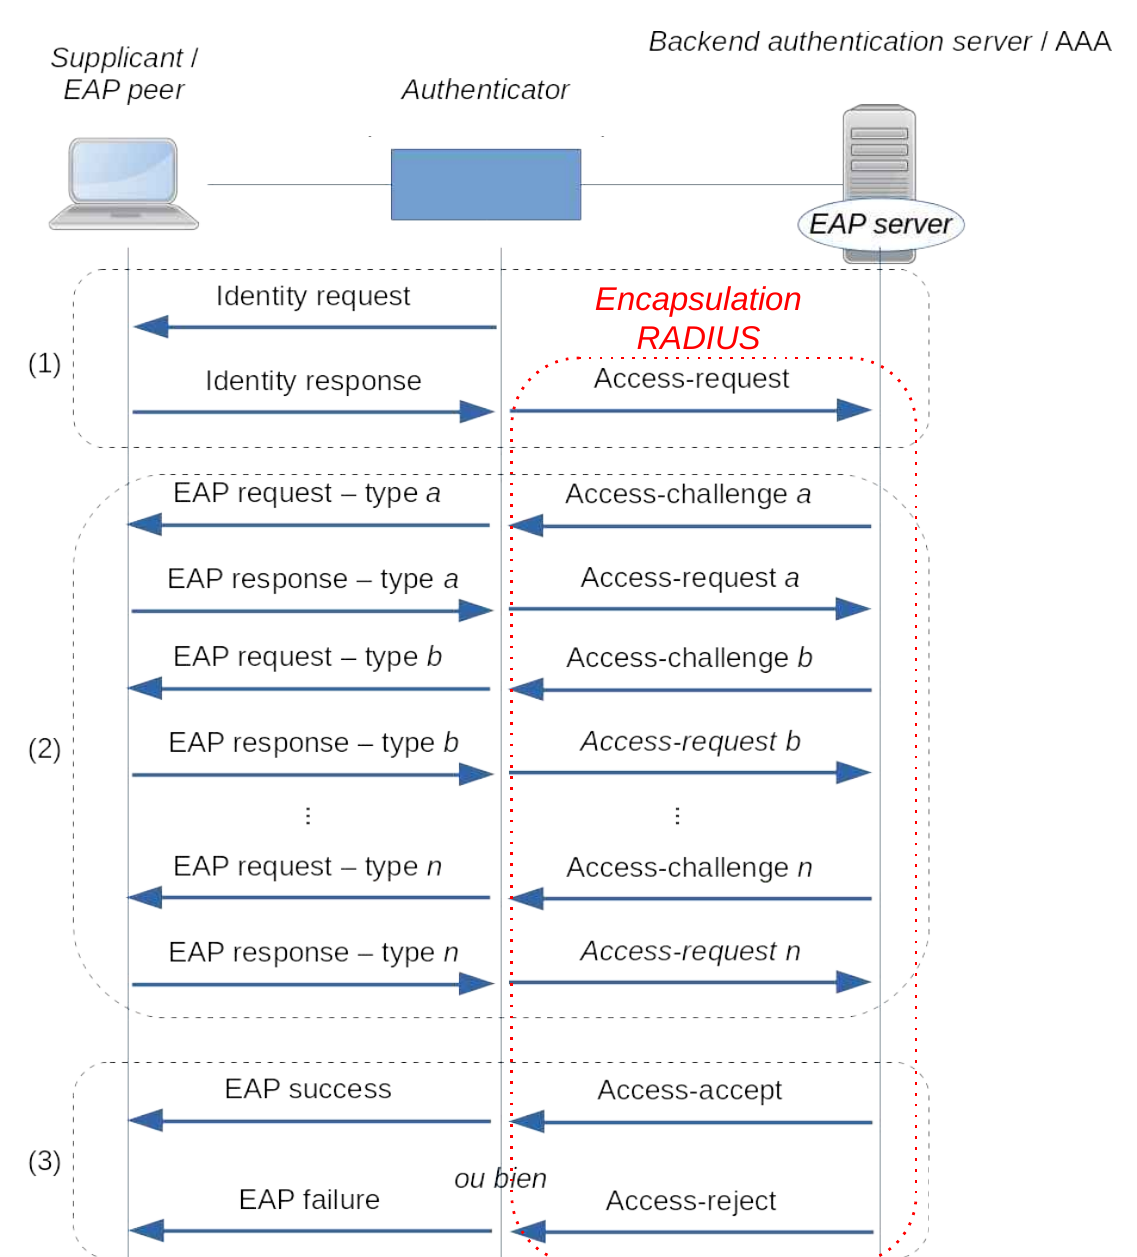 Backend authentication server / AAA
Supplicant /
EAP peer
Authenticator
EAP server
Identity request
Encapsulation
RADIUS
(1)
Identity response
Access-request
EAP request – type a
Access-challenge a
EAP response – type a
Access-request a
EAP request – type b
Access-challenge b
(2)
EAP response – type b
Access-request b
...
...
EAP request – type n
Access-challenge n
EAP response – type n
Access-request n
EAP success
Access-accept
(3)
ou bien
EAP failure
Access-reject